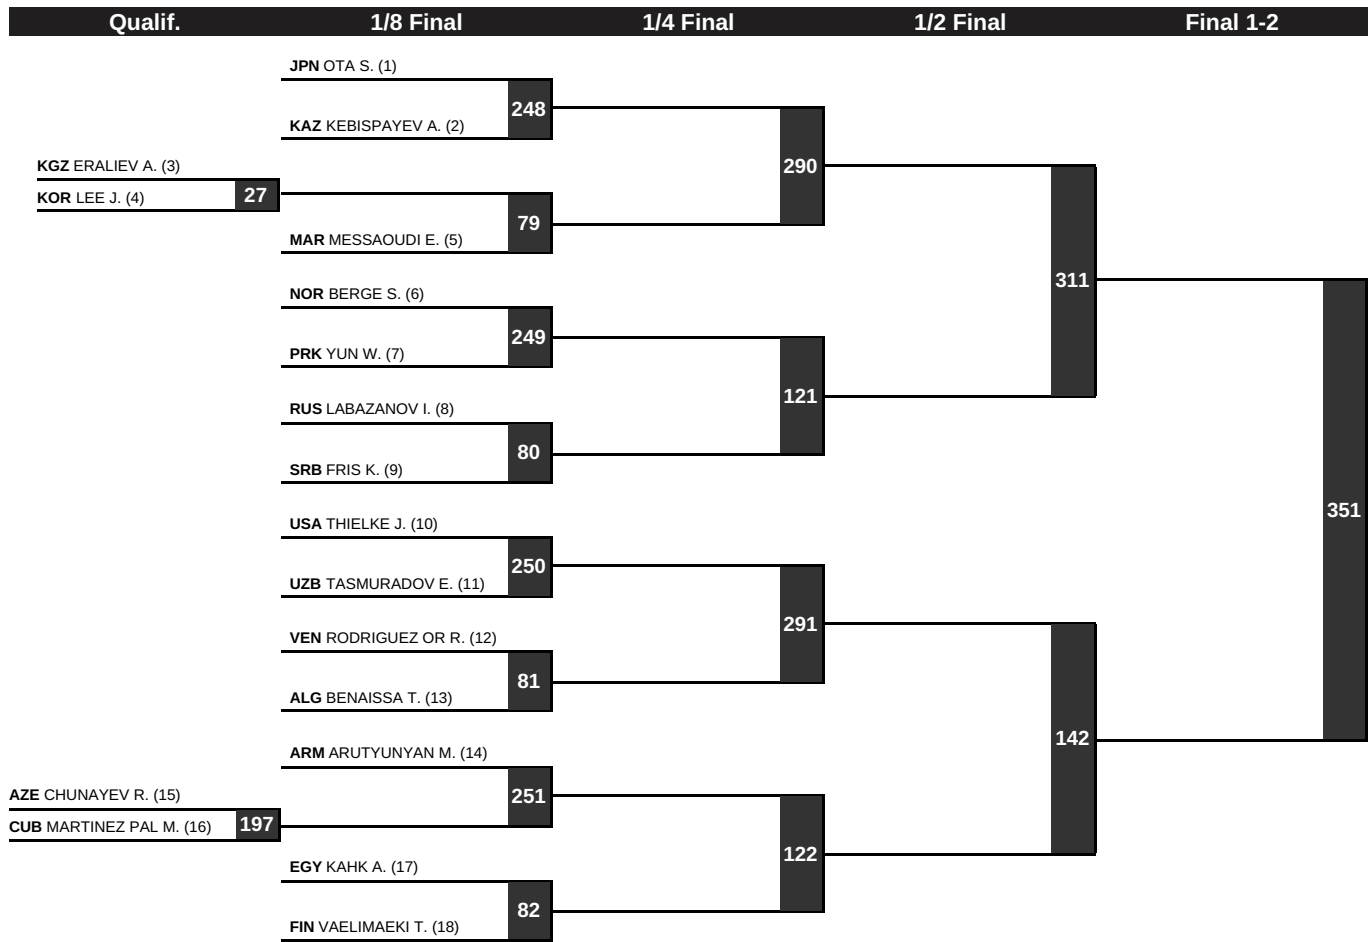 Qualif. 1/8 Final 1/4 Final 1/2 Final Final 1-2
JPN OTA S. (1)
248
KAZ KEBISPAYEV A. (2)
KGZ ERALIEV A. (3)
290
KOR LEE J. (4)
27
79
MAR MESSAOUDI E. (5)
311
NOR BERGE S. (6)
249
PRK YUN W. (7)
121
RUS LABAZANOV I. (8)
80
SRB FRIS K. (9)
351
USA THIELKE J. (10)
250
UZB TASMURADOV E. (11)
291
VEN RODRIGUEZ OR R. (12)
81
ALG BENAISSA T. (13)
142
ARM ARUTYUNYAN M. (14)
251
AZE CHUNAYEV R. (15)
CUB MARTINEZ PAL M. (16)
197
122
EGY KAHK A. (17)
82
FIN VAELIMAEKI T. (18)